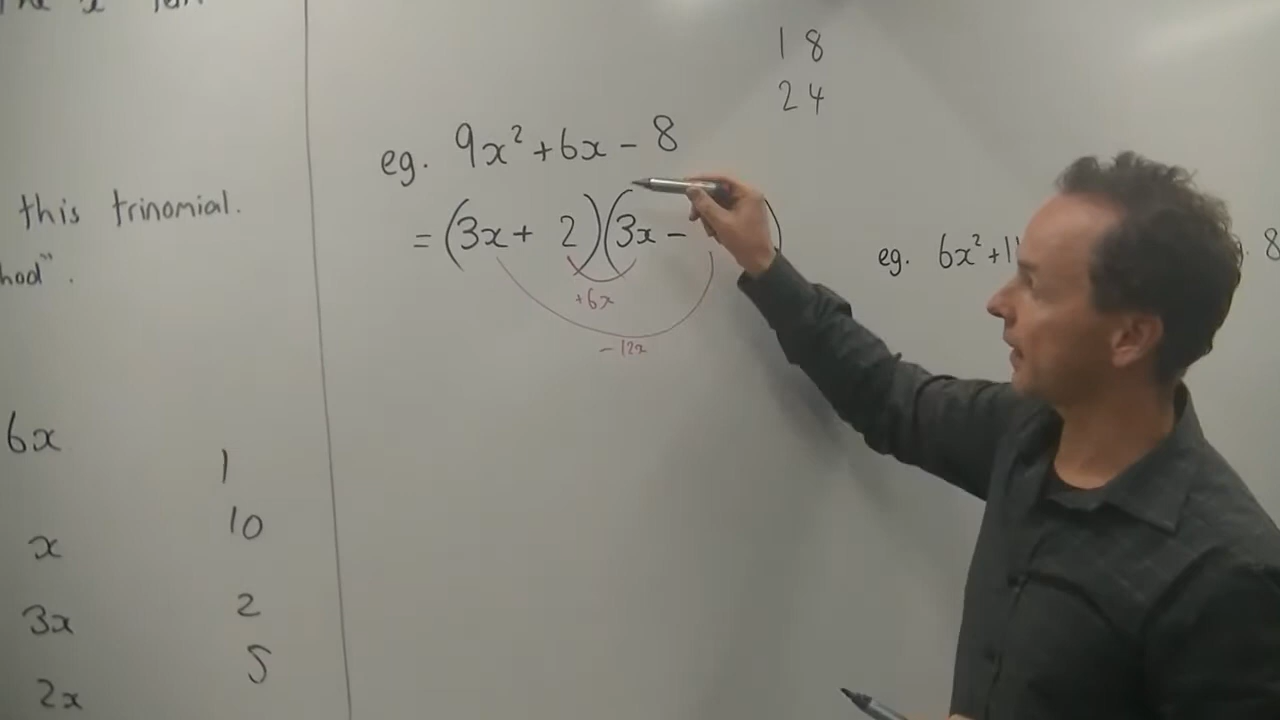 this trinomial.
6x 1
x 10
3x 2
2x 5
1 8
2 4
eg. 9x² + 6x - 8
= (3x + 2)(3x - )
+6x
- 12x
eg. 6x² + 1
8